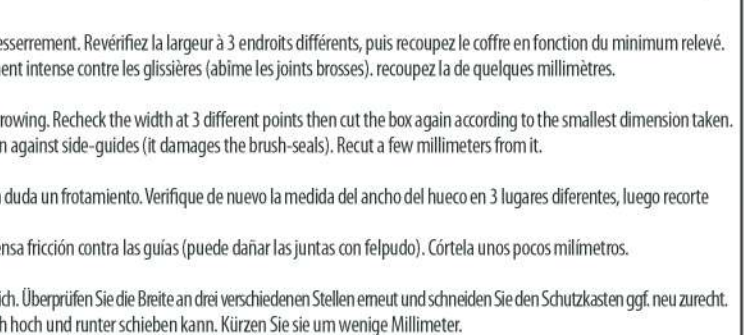 esserrement. Revérifiez la largeur à 3 endroits différents, puis recoupez le coffre en fonction du minimum relevé.
ent intense contre les glissières (abîme les joints brosses). recoupez la de quelques millimètres.
rowing. Recheck the width at 3 different points then cut the box again according to the smallest dimension taken.
n against side-guides (it damages the brush-seals). Recut a few millimeters from it.
duda un frotamiento. Verifique de nuevo la medida del ancho del hueco en 3 lugares diferentes, luego recorte
ensa fricción contra las guías (puede dañar las juntas con felpudo). Córtela unos pocos milímetros.
ich. Überprüfen Sie die Breite an drei verschiedenen Stellen erneut und schneiden Sie den Schutzkasten ggf. neu zurecht.
h hoch und runter schieben kann. Kürzen Sie sie um wenige Millimeter.